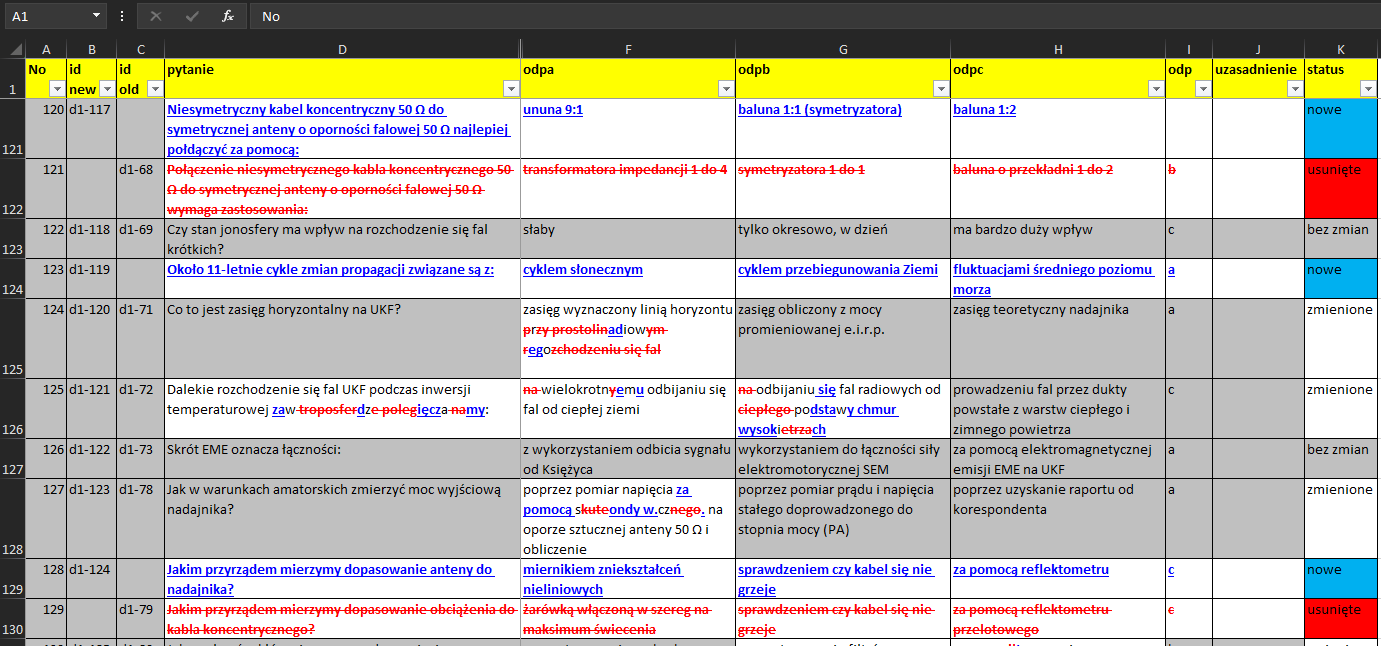 A1
fx
No
A B C D F G H I J K
1
No
id
new
id
old
pytanie
odpa
odpb
odpc
odp
uzasadnienie
status
121
120
d1-117
Niesymetryczny kabel koncentryczny 50 Ω do
symetrycznej anteny o oporności falowej 50 Ω najlepiej
połdączyć za pomocą:
ununa 9:1
baluna 1:1 (symetryzatora)
baluna 1:2
nowe
122
121
d1-68
Połączenie niesymetrycznego kabla koncentrycznego 50
Ω do symetrycznej anteny o oporności falowej 50 Ω
wymaga zastosowania:
transformatora impedancji 1 do 4
symetryzatora 1 do 1
baluna o przekładni 1 do 2
b
usunięte
123
122
d1-118
d1-69
Czy stan jonosfery ma wpływ na rozchodzenie się fal
krótkich?
słaby
tylko okresowo, w dzień
ma bardzo duży wpływ
c
bez zmian
124
123
d1-119
Około 11-letnie cykle zmian propagacji związane są z:
cyklem słonecznym
cyklem przebiegunowania Ziemi
fluktuacjami średniego poziomu
morza
a
nowe
125
124
d1-120
d1-71
Co to jest zasięg horyzontalny na UKF?
zasięg wyznaczony linią horyzontu
przy prostolinadiowym
regozchodzeniu się fal
zasięg obliczony z mocy
promieniowanej e.i.r.p.
zasięg teoretyczny nadajnika
a
zmienione
126
125
d1-121
d1-72
Dalekie rozchodzenie się fal UKF podczas inwersji
temperaturowej zaw troposferdze polegięcza namy:
na wielokrotnyemu odbijaniu się
fal od ciepłej ziemi
na odbijaniu się fal radiowych od
ciepłego podstawy chmur
wysokietrzach
prowadzeniu fal przez dukty
powstałe z warstw ciepłego i
zimnego powietrza
c
zmienione
127
126
d1-122
d1-73
Skrót EME oznacza łączności:
z wykorzystaniem odbicia sygnału
od Księżyca
wykorzystaniem do łączności siły
elektromotorycznej SEM
za pomocą elektromagnetycznej
emisji EME na UKF
a
bez zmian
128
127
d1-123
d1-78
Jak w warunkach amatorskich zmierzyć moc wyjściową
nadajnika?
poprzez pomiar napięcia za
pomocą skuteondy w.cznego. na
oporze sztucznej anteny 50 Ω i
obliczenie
poprzez pomiar prądu i napięcia
stałego doprowadzonego do
stopnia mocy (PA)
poprzez uzyskanie raportu od
korespondenta
a
zmienione
129
128
d1-124
Jakim przyrządem mierzymy dopasowanie anteny do
nadajnika?
miernikiem zniekształceń
nieliniowych
sprawdzeniem czy kabel się nie
grzeje
za pomocą reflektometru
c
nowe
130
129
d1-79
Jakim przyrządem mierzymy dopasowanie obciążenia do
kabla koncentrycznego?
żarówką włączoną w szereg na
maksimum świecenia
sprawdzeniem czy kabel się nie
grzeje
za pomocą reflektometru
przelotowego
c
usunięte